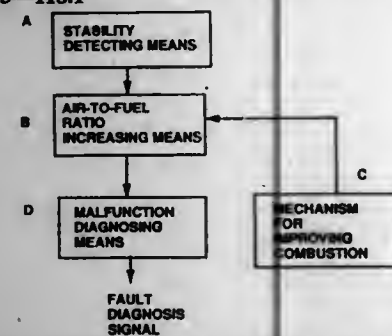 A
STABILITY
DETECTING MEANS
B
AIR-TO-FUEL
RATIO
INCREASING MEANS
C
MECHANISM
FOR
IMPROVING
COMBUSTION
D
MALFUNCTION
DIAGNOSING
MEANS
FAULT
DIAGNOSIS
SIGNAL